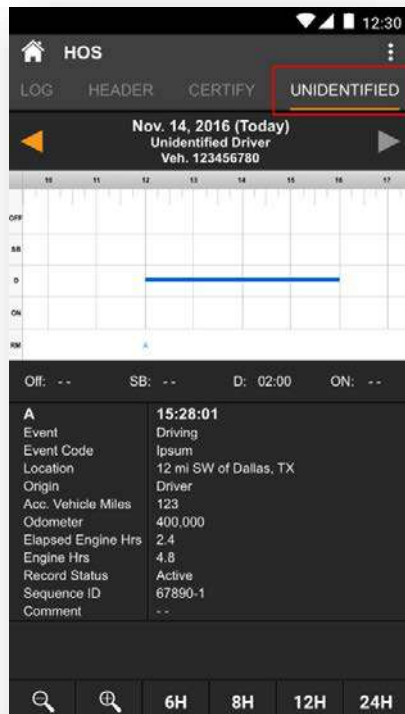 12:30
HOS
LOG HEADER CERTIFY UNIDENTIFIED
Nov. 14, 2016 (Today)
Unidentified Driver
Veh. 123456780
10 11 12 13 14 15 16 17
OFF
SB
D
ON
RM A
Off: -- SB: -- D: 02:00 ON: --
A 15:28:01
Event Driving
Event Code Ipsum
Location 12 mi SW of Dallas, TX
Origin Driver
Acc. Vehicle Miles 123
Odometer 400,000
Elapsed Engine Hrs 2.4
Engine Hrs 4.8
Record Status Active
Sequence ID 67890-1
Comment --
6H 8H 12H 24H